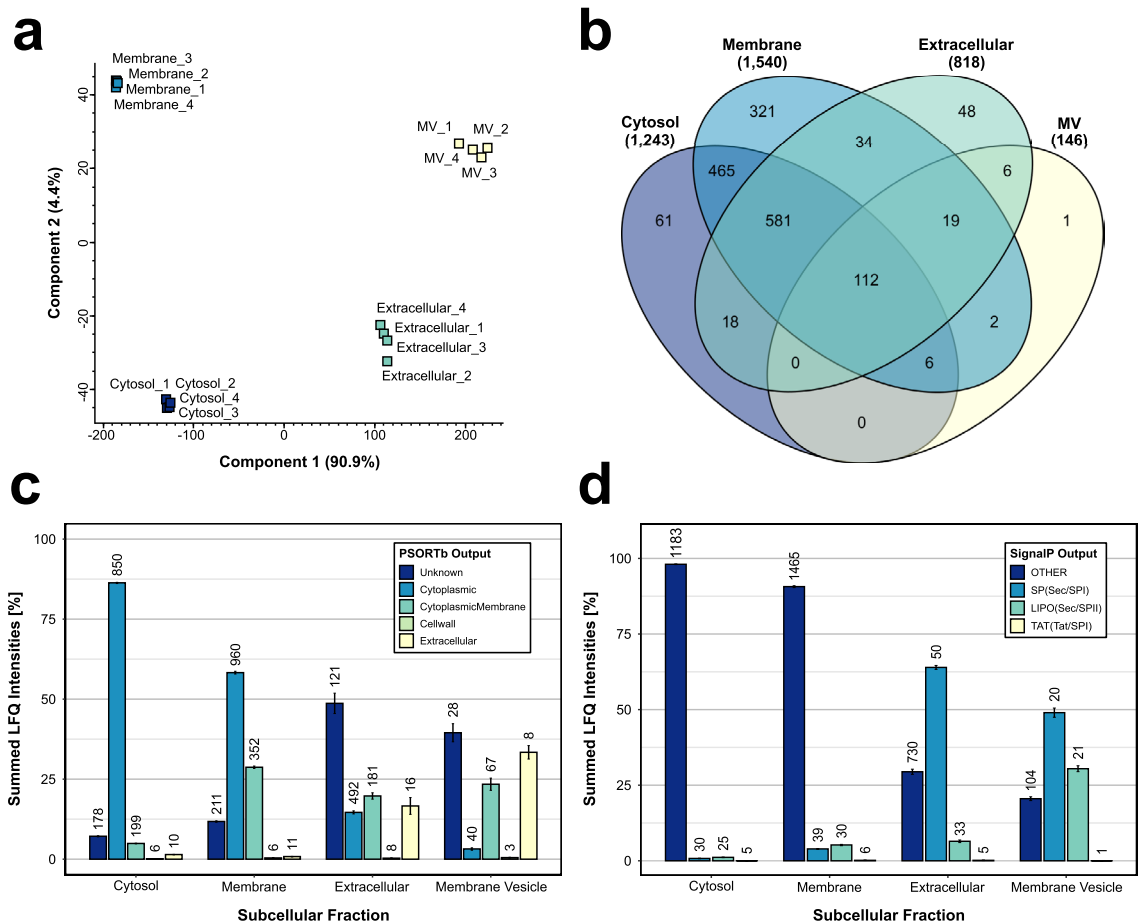 a
Membrane_3
Membrane_2
Membrane_1
Membrane_4
MV_1
MV_2
MV_4
MV_3
Extracellular_4
Extracellular_1
Extracellular_3
Extracellular_2
Cytosol_1
Cytosol_2
Cytosol_4
Cytosol_3
40
20
0
-20
-40
Component 2 (4.4%)
-200
-100
0
100
200
Component 1 (90.9%)
b
Membrane
(1,540)
Extracellular
(818)
Cytosol
(1,243)
MV
(146)
321
48
34
465
6
61
581
19
1
112
18
2
0
6
0
c
Summed LFQ Intensities [%]
100
75
50
25
0
PSORTb Output
Unknown
Cytoplasmic
CytoplasmicMembrane
Cellwall
Extracellular
178
850
199
6
10
211
960
352
6
11
121
492
181
8
16
28
40
67
3
8
Cytosol
Membrane
Extracellular
Membrane Vesicle
Subcellular Fraction
d
Summed LFQ Intensities [%]
100
75
50
25
0
SignalP Output
OTHER
SP(Sec/SPI)
LIPO(Sec/SPII)
TAT(Tat/SPI)
1183
30
25
5
1465
39
30
6
730
50
33
5
104
20
21
1
Cytosol
Membrane
Extracellular
Membrane Vesicle
Subcellular Fraction